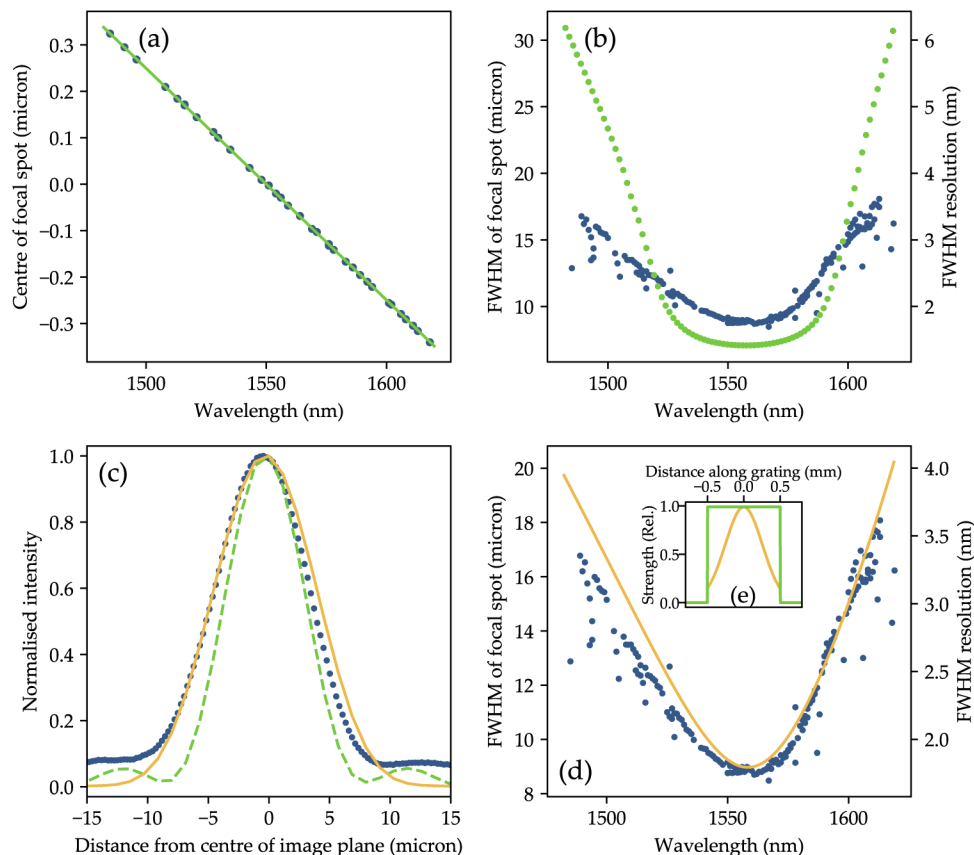 (a)
Centre of focal spot (micron)
0.3
0.2
0.1
0.0
−0.1
−0.2
−0.3
1500 1550 1600
Wavelength (nm)
(b)
FWHM of focal spot (micron)
30
25
20
15
10
6
5
4
3
2
FWHM resolution (nm)
1500 1550 1600
Wavelength (nm)
(c)
Normalised intensity
1.0
0.8
0.6
0.4
0.2
0.0
−15 −10 −5 0 5 10 15
Distance from centre of image plane (micron)
(d)
FWHM of focal spot (micron)
20
18
16
14
12
10
8
4.0
3.5
3.0
2.5
2.0
FWHM resolution (nm)
1500 1550 1600
Wavelength (nm)
Distance along grating (mm)
−0.5 0.0 0.5
Strength (Rel.)
1.0
0.5
0.0
(e)